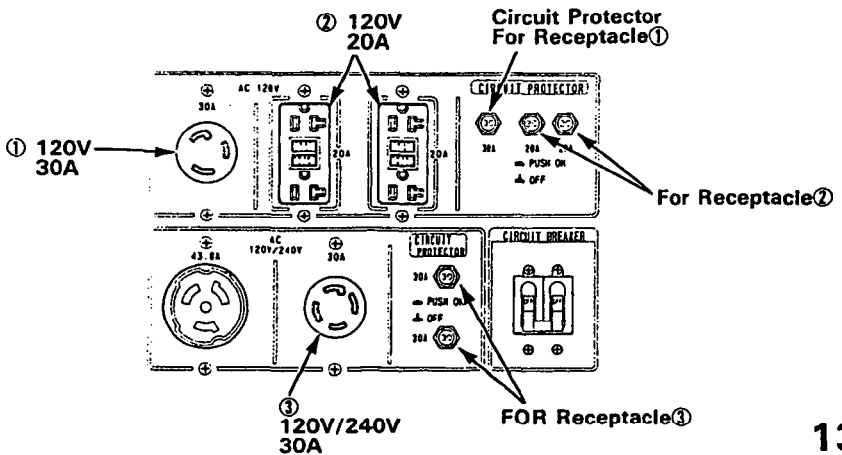 ② 120V
20A
Circuit Protector
For Receptacle①
30A
AC 120V
CIRCUIT PROTECTOR
① 120V
30A
20A
20A
30A
20A
PUSH ON
OFF
For Receptacle②
43.8A
AC
120V/240V
30A
CIRCUIT
PROTECTOR
CIRCUIT BREAKER
30A
PUSH ON
OFF
30A
③
120V/240V
30A
FOR Receptacle③
13